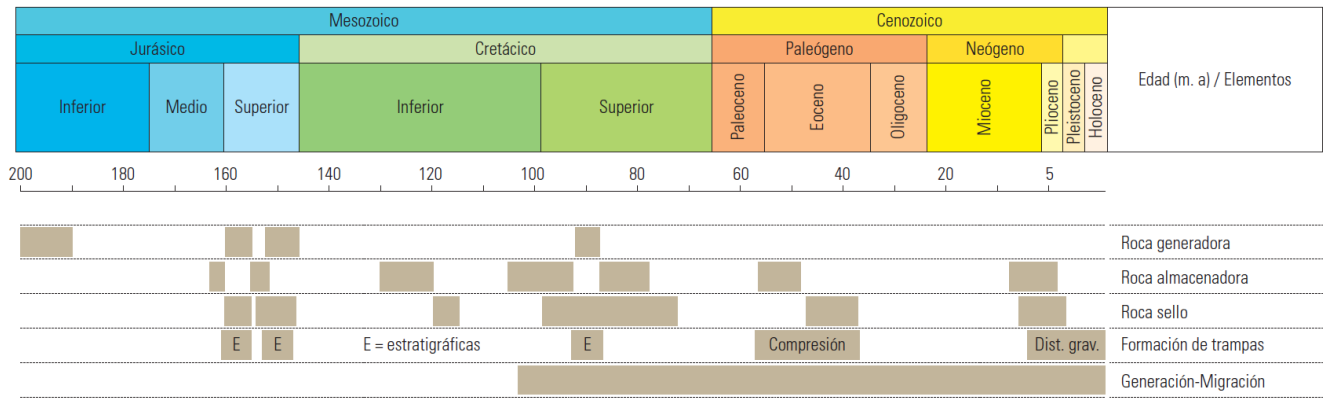 Mesozoico Cenozoico
Jurásico Cretácico Paleógeno Neógeno
Inferior Medio Superior Inferior Superior Paleoceno Eoceno Oligoceno Mioceno Plioceno Pleistoceno Holoceno Edad (m. a) / Elementos
200 180 160 140 120 100 80 60 40 20 5
Roca generadora
Roca almacenadora
Roca sello
E E E = estratigráficas E Compresión Dist. grav. Formación de trampas
Generación-Migración